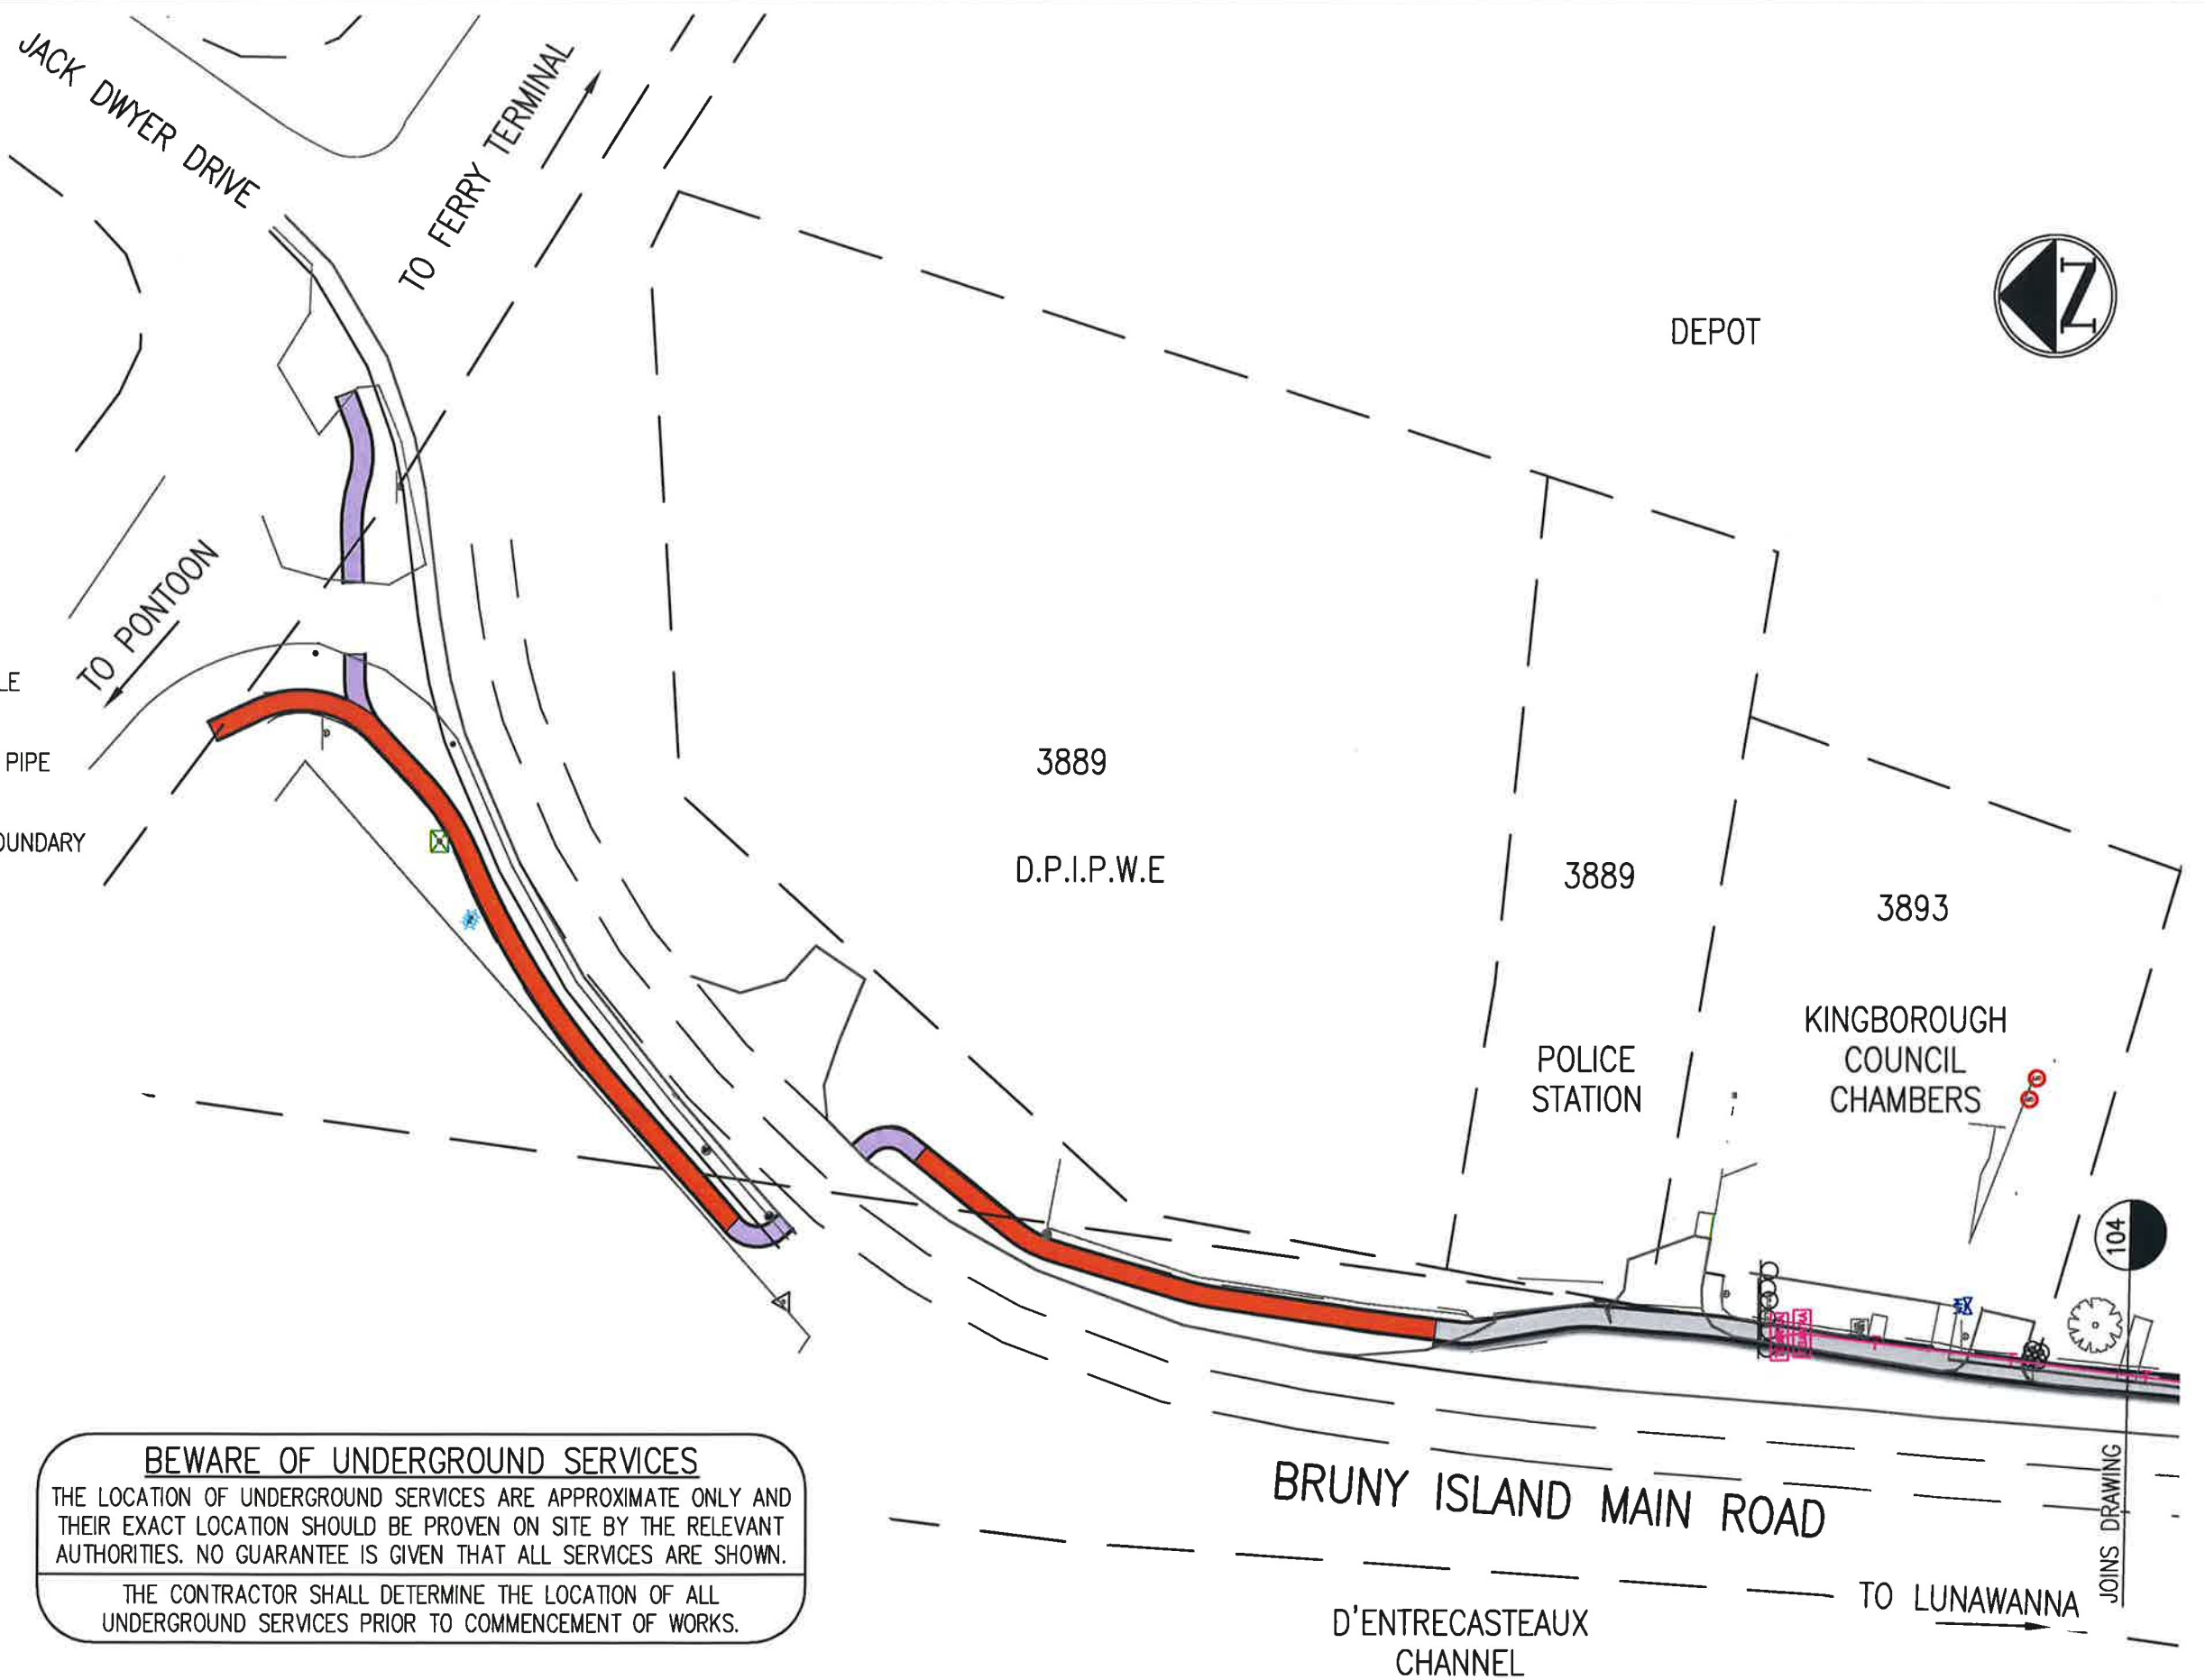 JACK DWYER DRIVE
TO FERRY TERMINAL
N
DEPOT
TO PONTOON
LE
PIPE
OUNDARY
3889
D.P.I.P.W.E
3889
3893
POLICE
STATION
KINGBOROUGH
COUNCIL
CHAMBERS
104
JOINS DRAWING
BRUNY ISLAND MAIN ROAD
TO LUNAWANNA
D'ENTRECASTEAUX
CHANNEL
BEWARE OF UNDERGROUND SERVICES
THE LOCATION OF UNDERGROUND SERVICES ARE APPROXIMATE ONLY AND
THEIR EXACT LOCATION SHOULD BE PROVEN ON SITE BY THE RELEVANT
AUTHORITIES. NO GUARANTEE IS GIVEN THAT ALL SERVICES ARE SHOWN.
THE CONTRACTOR SHALL DETERMINE THE LOCATION OF ALL
UNDERGROUND SERVICES PRIOR TO COMMENCEMENT OF WORKS.